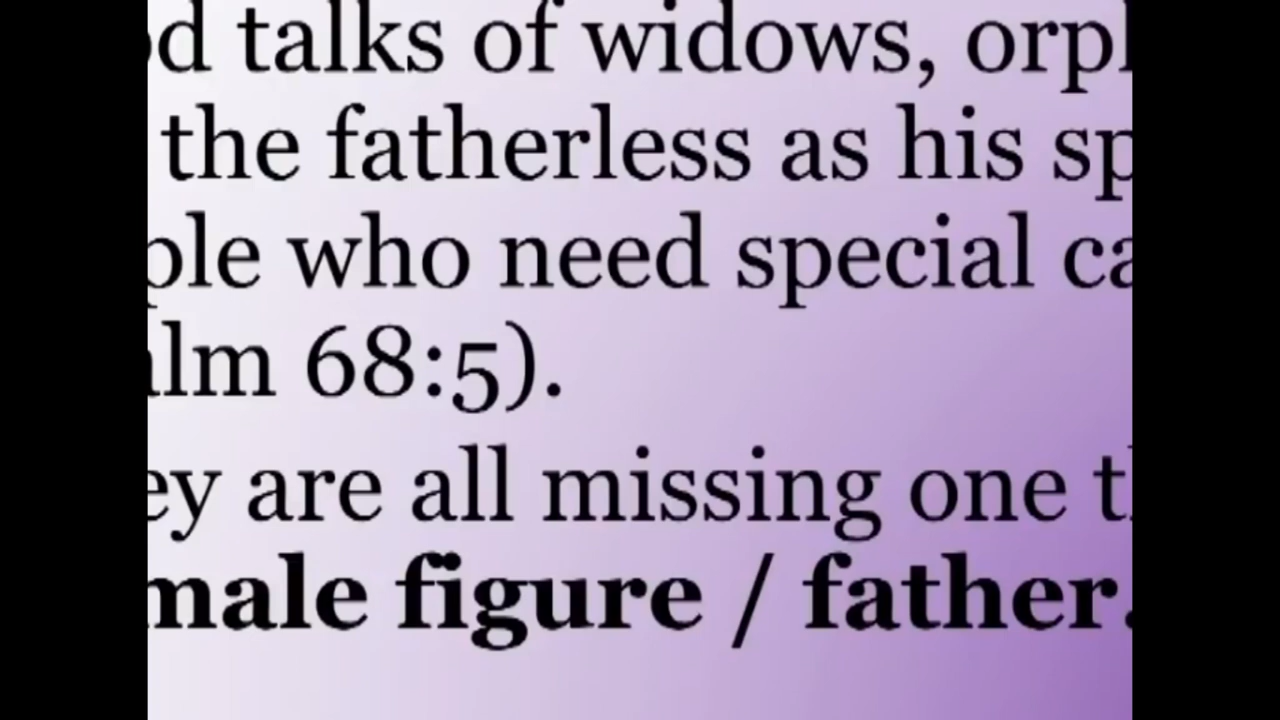 d talks of widows, orp
the fatherless as his sp
ple who need special ca
lm 68:5).
ey are all missing one t
male figure / father.